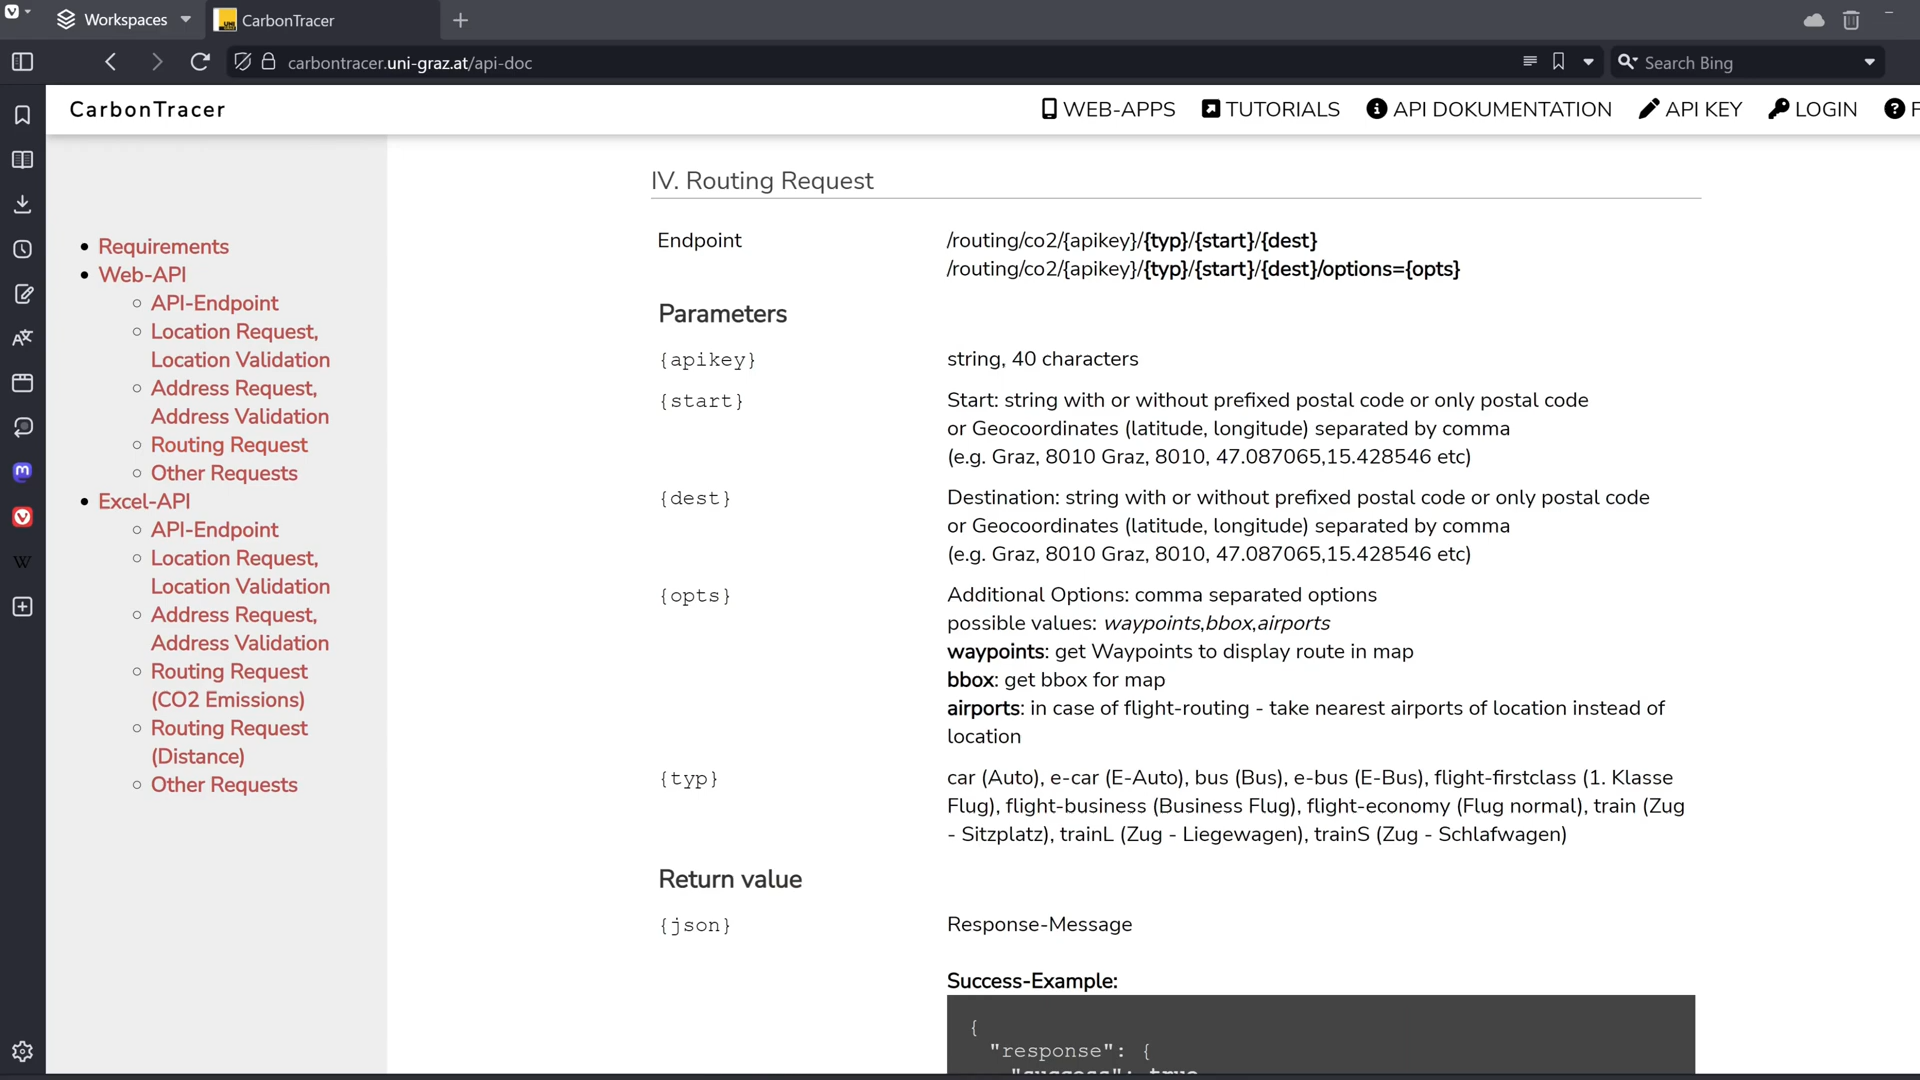 Workspaces
CarbonTracer
carbontracer.uni-graz.at/api-doc
Search Bing
CarbonTracer
WEB-APPS
TUTORIALS
API DOKUMENTATION
API KEY
LOGIN
F
Requirements
Web-API
API-Endpoint
Location Request,
Location Validation
Address Request,
Address Validation
Routing Request
Other Requests
Excel-API
API-Endpoint
Location Request,
Location Validation
Address Request,
Address Validation
Routing Request
(CO2 Emissions)
Routing Request
(Distance)
Other Requests
IV. Routing Request
Endpoint
/routing/co2/{apikey}/{typ}/{start}/{dest}
/routing/co2/{apikey}/{typ}/{start}/{dest}/options={opts}
Parameters
{apikey}
string, 40 characters
{start}
Start: string with or without prefixed postal code or only postal code
or Geocoordinates (latitude, longitude) separated by comma
(e.g. Graz, 8010 Graz, 8010, 47.087065,15.428546 etc)
{dest}
Destination: string with or without prefixed postal code or only postal code
or Geocoordinates (latitude, longitude) separated by comma
(e.g. Graz, 8010 Graz, 8010, 47.087065,15.428546 etc)
{opts}
Additional Options: comma separated options
possible values: waypoints,bbox,airports
waypoints: get Waypoints to display route in map
bbox: get bbox for map
airports: in case of flight-routing - take nearest airports of location instead of
location
{typ}
car (Auto), e-car (E-Auto), bus (Bus), e-bus (E-Bus), flight-firstclass (1. Klasse
Flug), flight-business (Business Flug), flight-economy (Flug normal), train (Zug
- Sitzplatz), trainL (Zug - Liegewagen), trainS (Zug - Schlafwagen)
Return value
{json}
Response-Message
Success-Example:
{
"response": {
"success": true